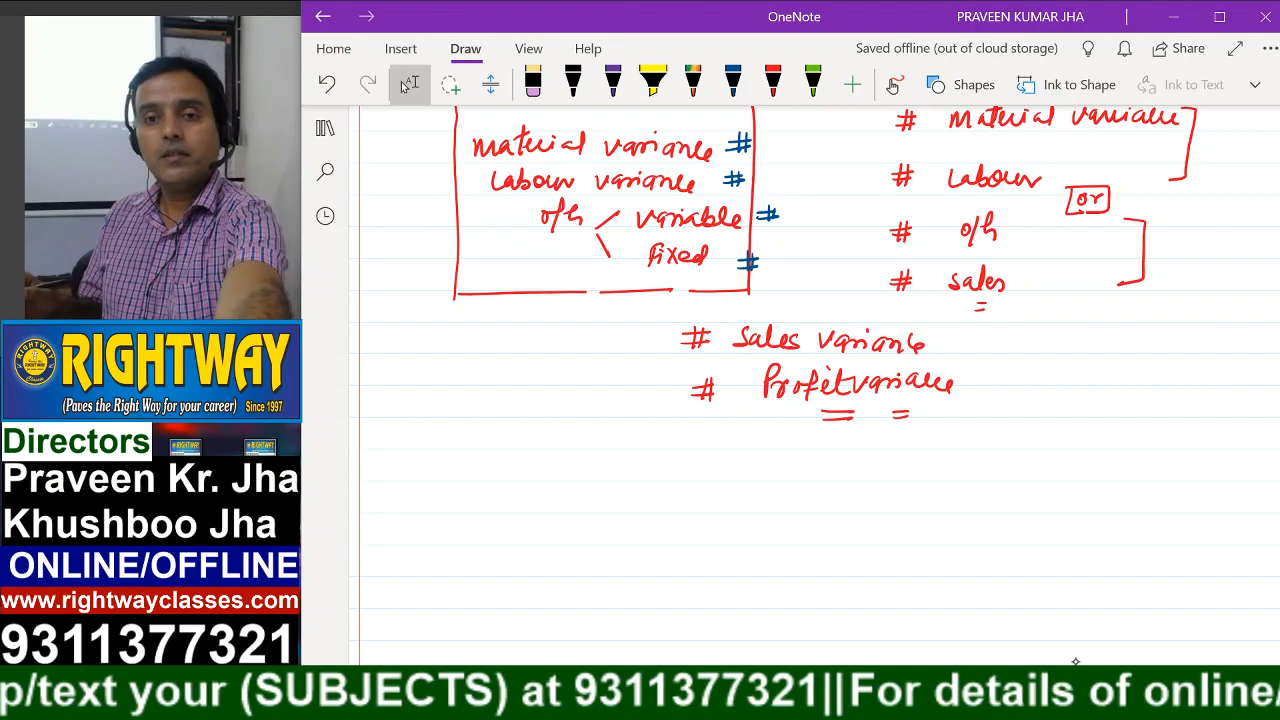 OneNote
PRAVEEN KUMAR JHA
Home
Insert
Draw
View
Help
Saved offline (out of cloud storage)
Share
Shapes
Ink to Shape
Ink to Text
material variance #
Labour variance #
o/h variable #
fixed #
# material variance
# Labour
or
# o/h
# sales
# Sales variance
# Profit variance
RIGHTWAY
(Paves the Right Way for your career) Since 1997
Directors
Praveen Kr. Jha
Khushboo Jha
ONLINE/OFFLINE
www.rightwayclasses.com
9311377321
p/text your (SUBJECTS) at 9311377321||For details of online/